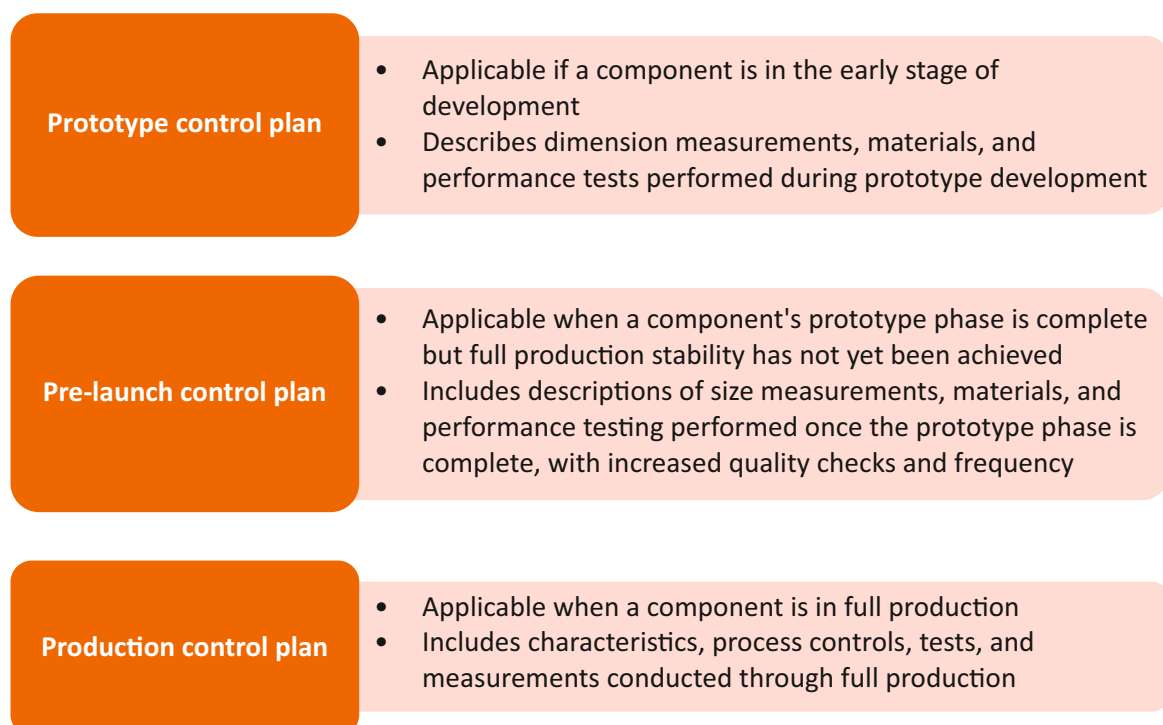 Prototype control plan
• Applicable if a component is in the early stage of
development
• Describes dimension measurements, materials, and
performance tests performed during prototype development
Pre-launch control plan
• Applicable when a component's prototype phase is complete
but full production stability has not yet been achieved
• Includes descriptions of size measurements, materials, and
performance testing performed once the prototype phase is
complete, with increased quality checks and frequency
Production control plan
• Applicable when a component is in full production
• Includes characteristics, process controls, tests, and
measurements conducted through full production